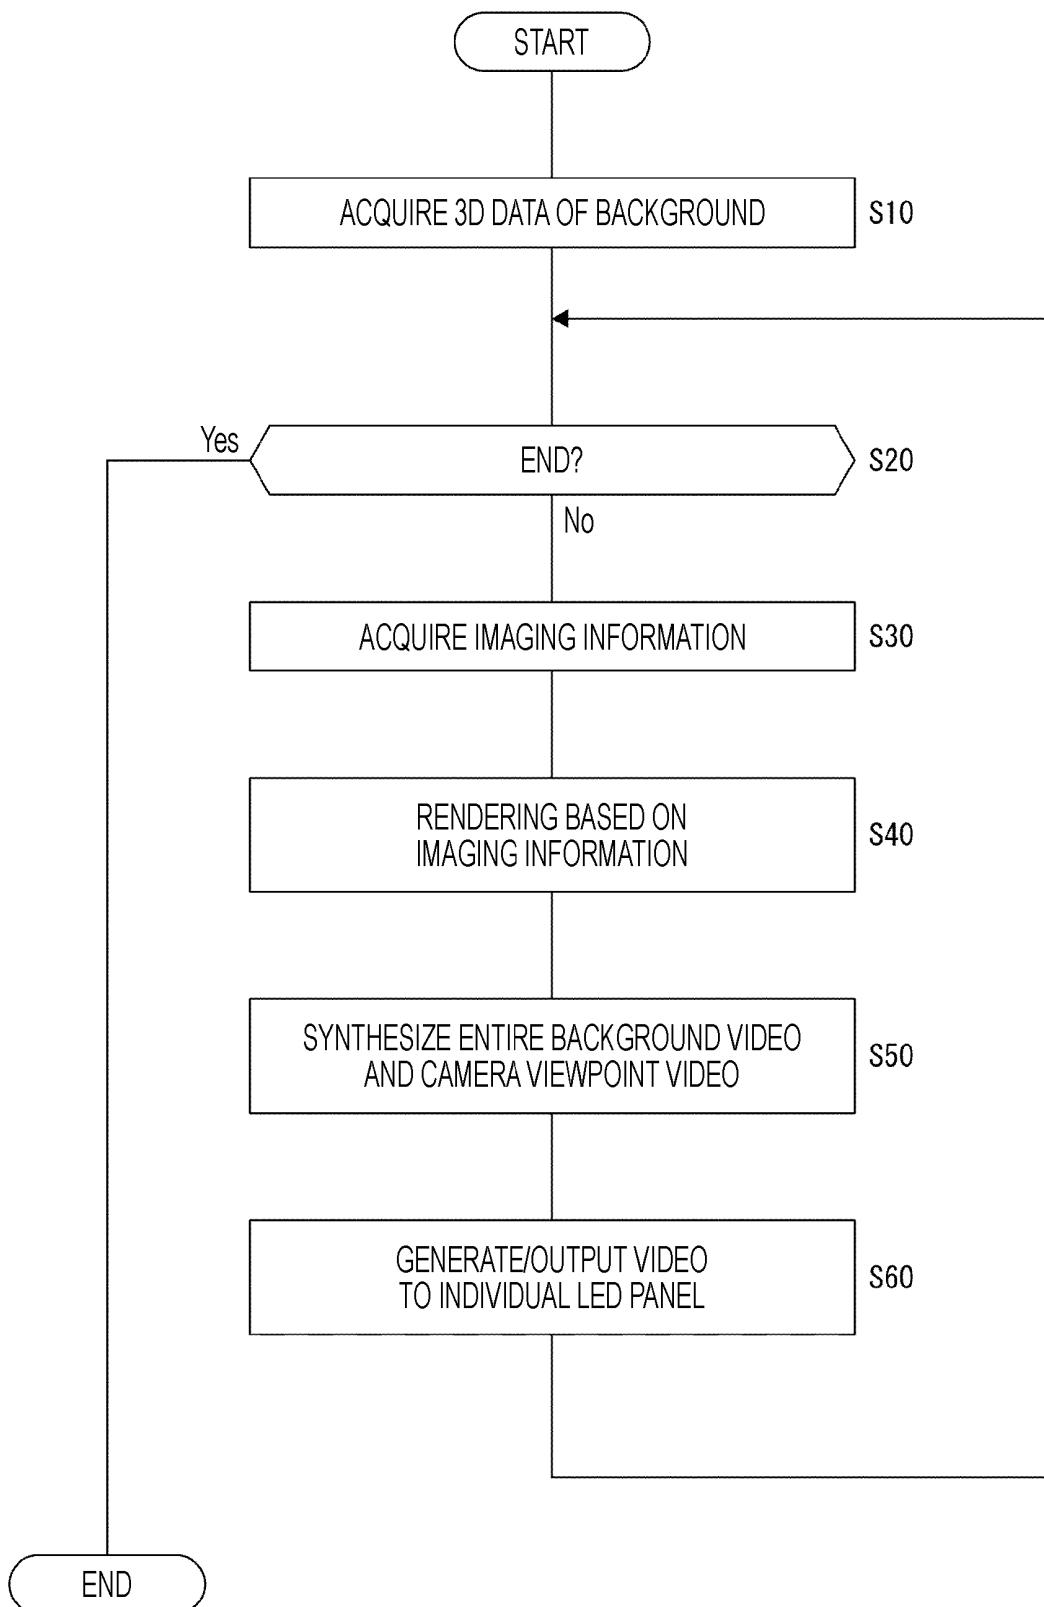 START
ACQUIRE 3D DATA OF BACKGROUND
S10
Yes
END?
S20
No
ACQUIRE IMAGING INFORMATION
S30
RENDERING BASED ON
IMAGING INFORMATION
S40
SYNTHESIZE ENTIRE BACKGROUND VIDEO
AND CAMERA VIEWPOINT VIDEO
S50
GENERATE/OUTPUT VIDEO
TO INDIVIDUAL LED PANEL
S60
END